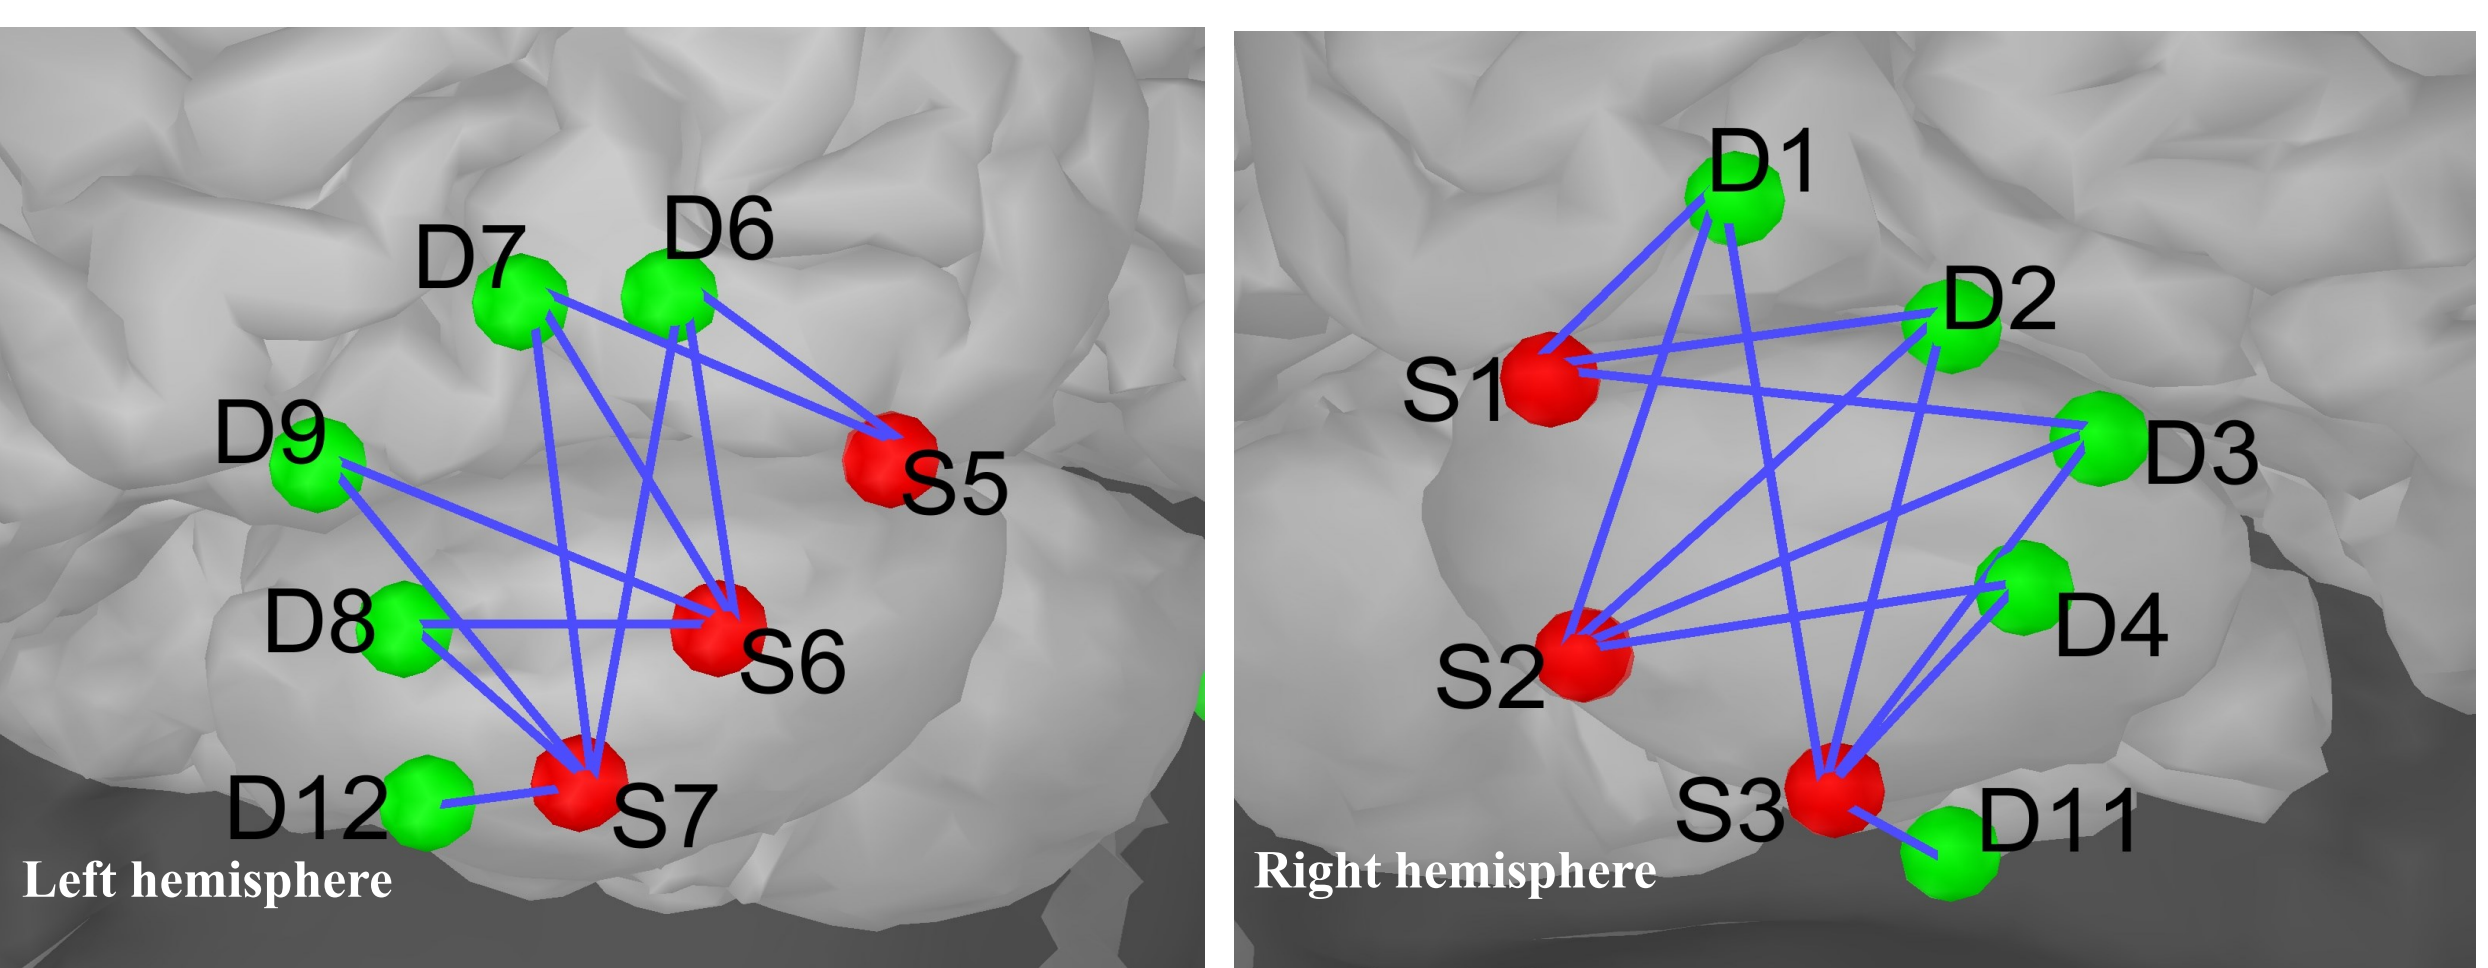 D7
D6
D9
S5
D8
S6
D12
S7
Left hemisphere
D1
D2
S1
D3
D4
S2
S3
D11
Right hemisphere